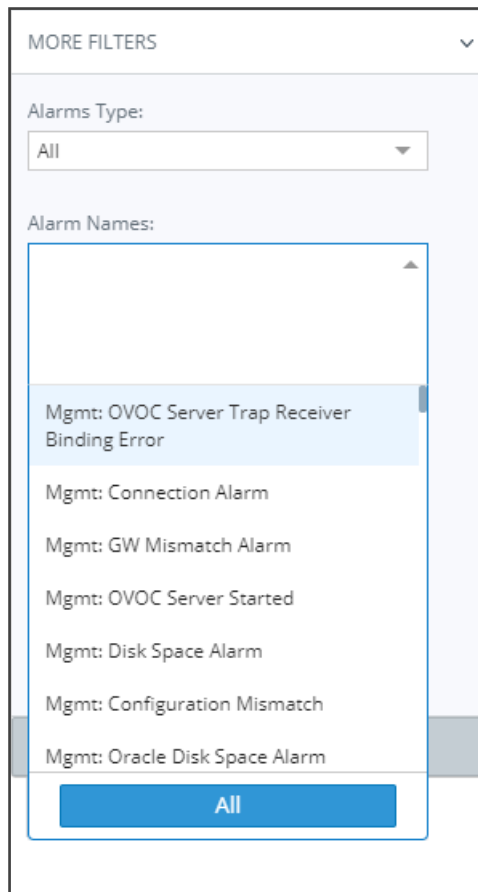 MORE FILTERS
Alarms Type:
All
Alarm Names:
Mgmt: OVOC Server Trap Receiver
Binding Error
Mgmt: Connection Alarm
Mgmt: GW Mismatch Alarm
Mgmt: OVOC Server Started
Mgmt: Disk Space Alarm
Mgmt: Configuration Mismatch
Mgmt: Oracle Disk Space Alarm
All